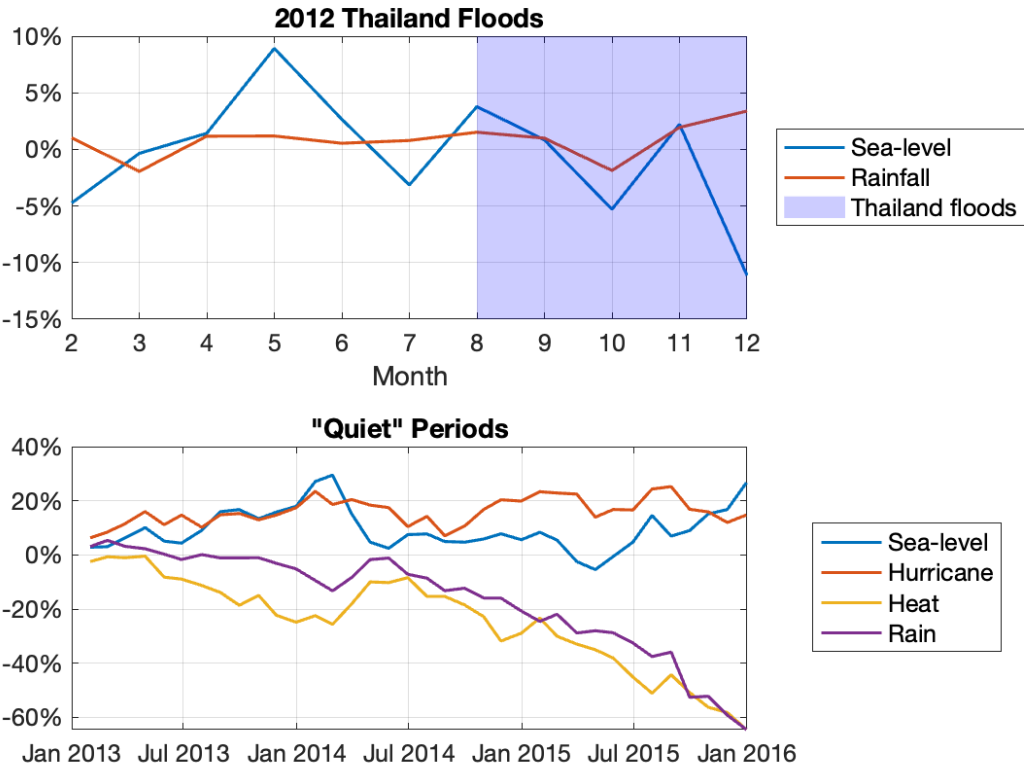 2012 Thailand Floods
10%
5%
0%
-5%
-10%
-15%
2 3 4 5 6 7 8 9 10 11 12
Month
Sea-level
Rainfall
Thailand floods
"Quiet" Periods
40%
20%
0%
-20%
-40%
-60%
Jan 2013 Jul 2013 Jan 2014 Jul 2014 Jan 2015 Jul 2015 Jan 2016
Sea-level
Hurricane
Heat
Rain